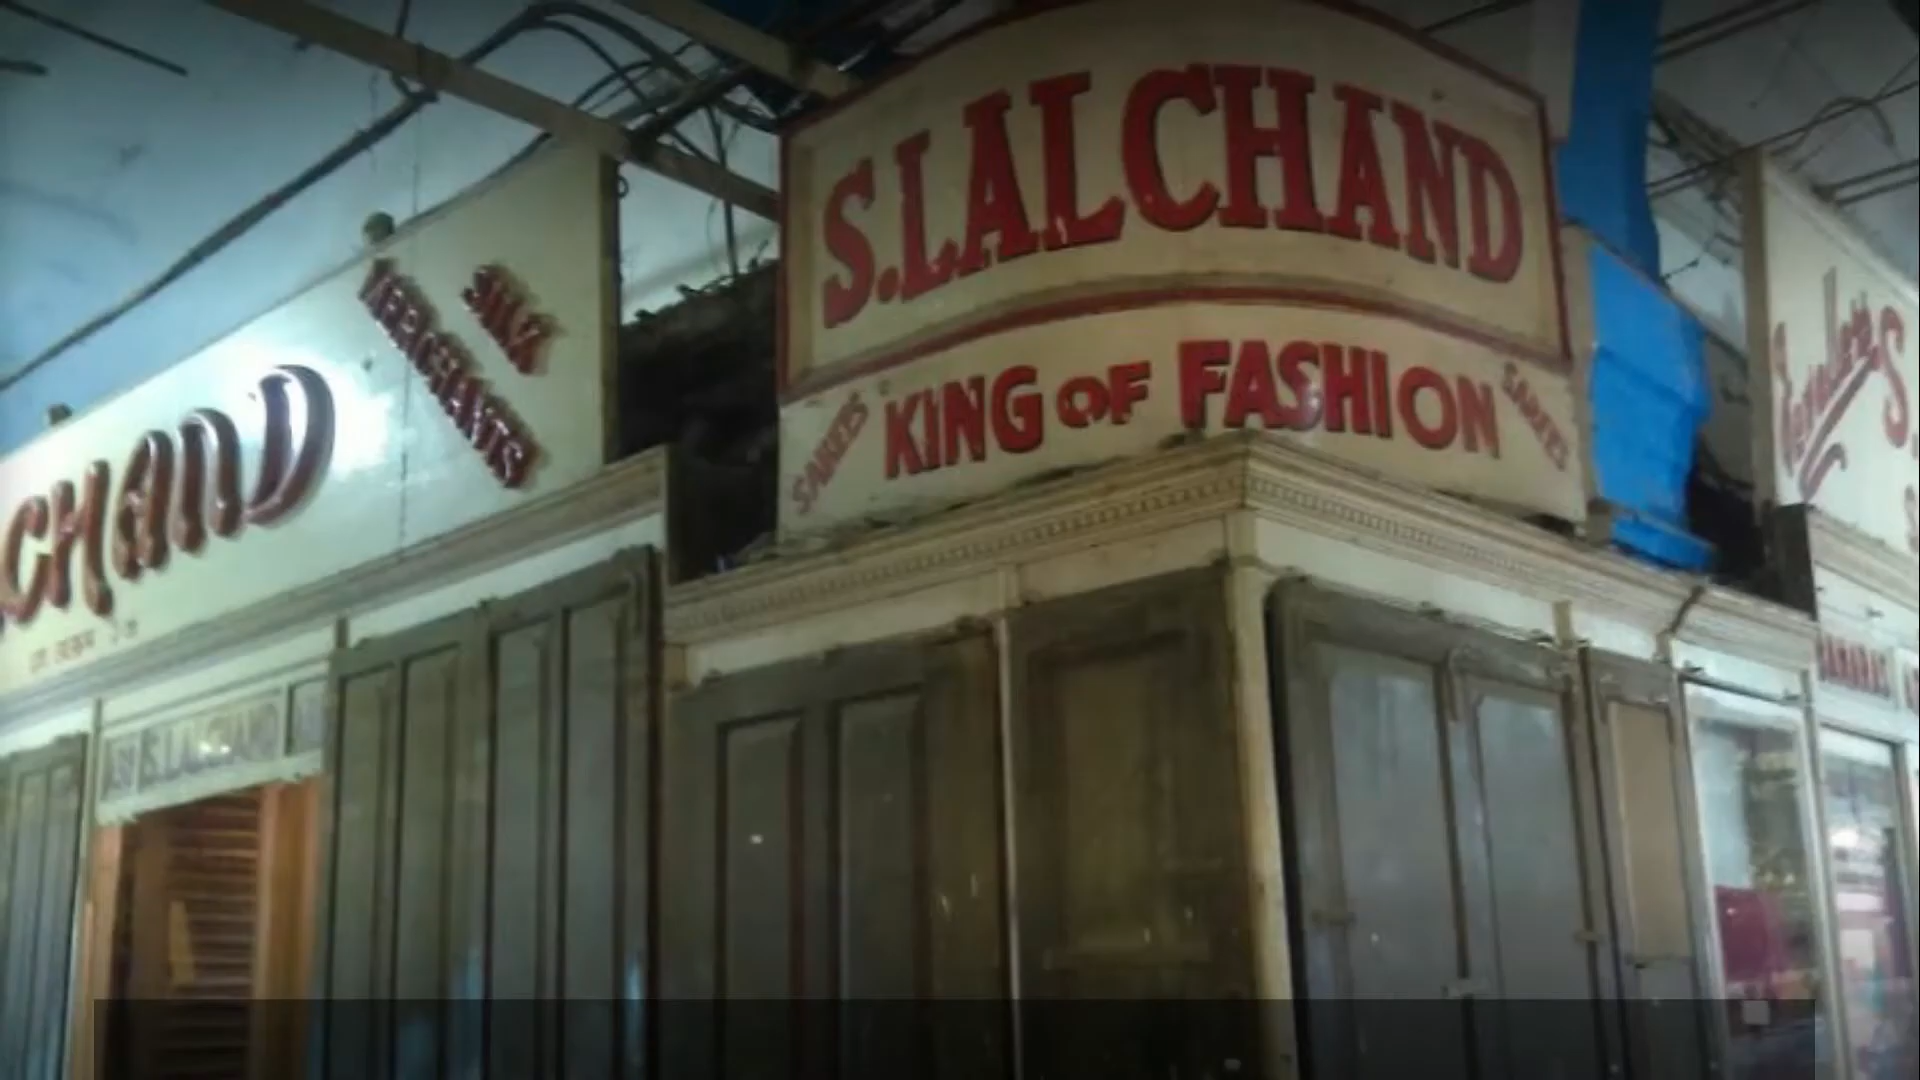 CHAND
SILK
MERCHANTS
S.LALCHAND
S.LALCHAND
KING OF FASHION
SAREES
SAREES